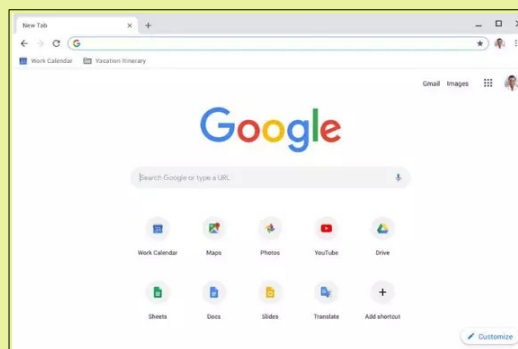 New Tab
Work Calendar Vacation Itinerary
Gmail Images
Google
Search Google or type a URL
Work Calendar Maps Photos YouTube Drive
Sheets Docs Slides Translate Add shortcut
Customize